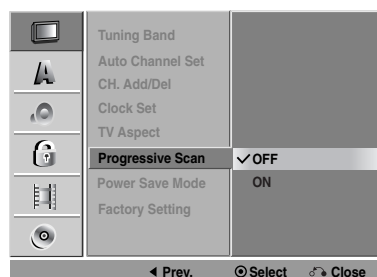 Tuning Band
Auto Channel Set
CH. Add/Del
Clock Set
TV Aspect
Progressive Scan ✓ OFF
Power Save Mode ON
Factory Setting
◀ Prev. Select Close